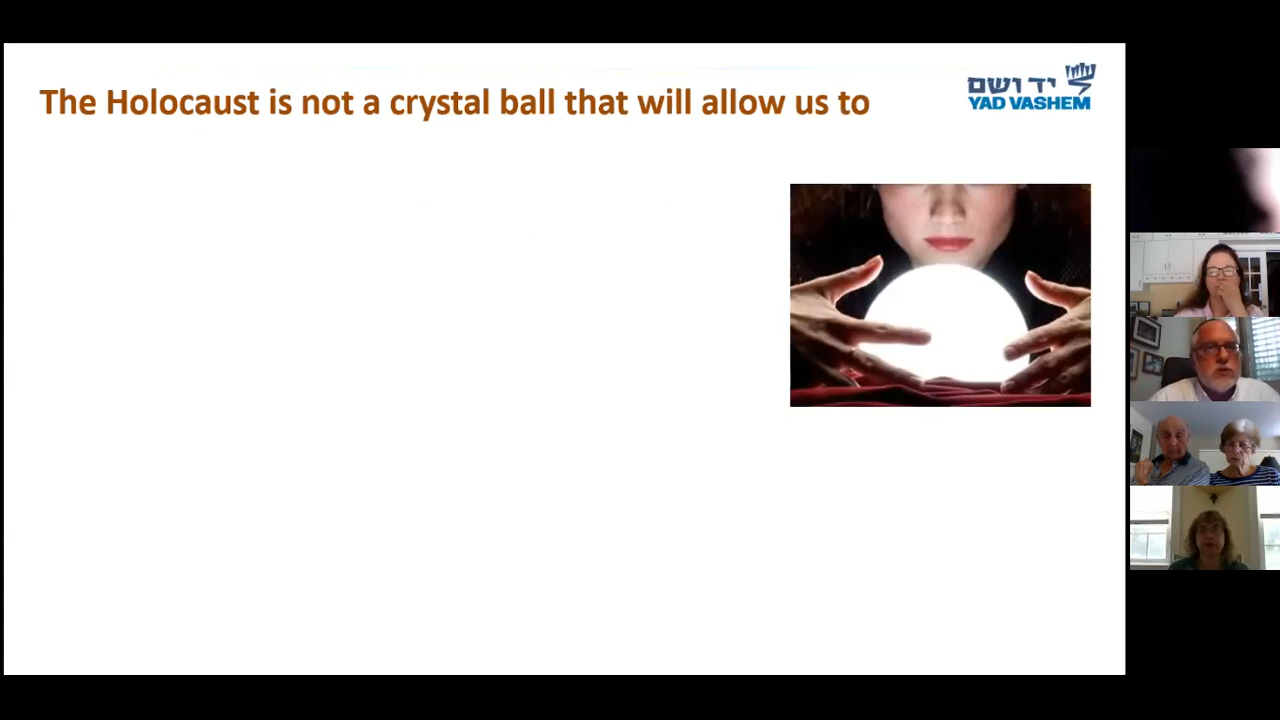 The Holocaust is not a crystal ball that will allow us to
יד ושם
YAD VASHEM